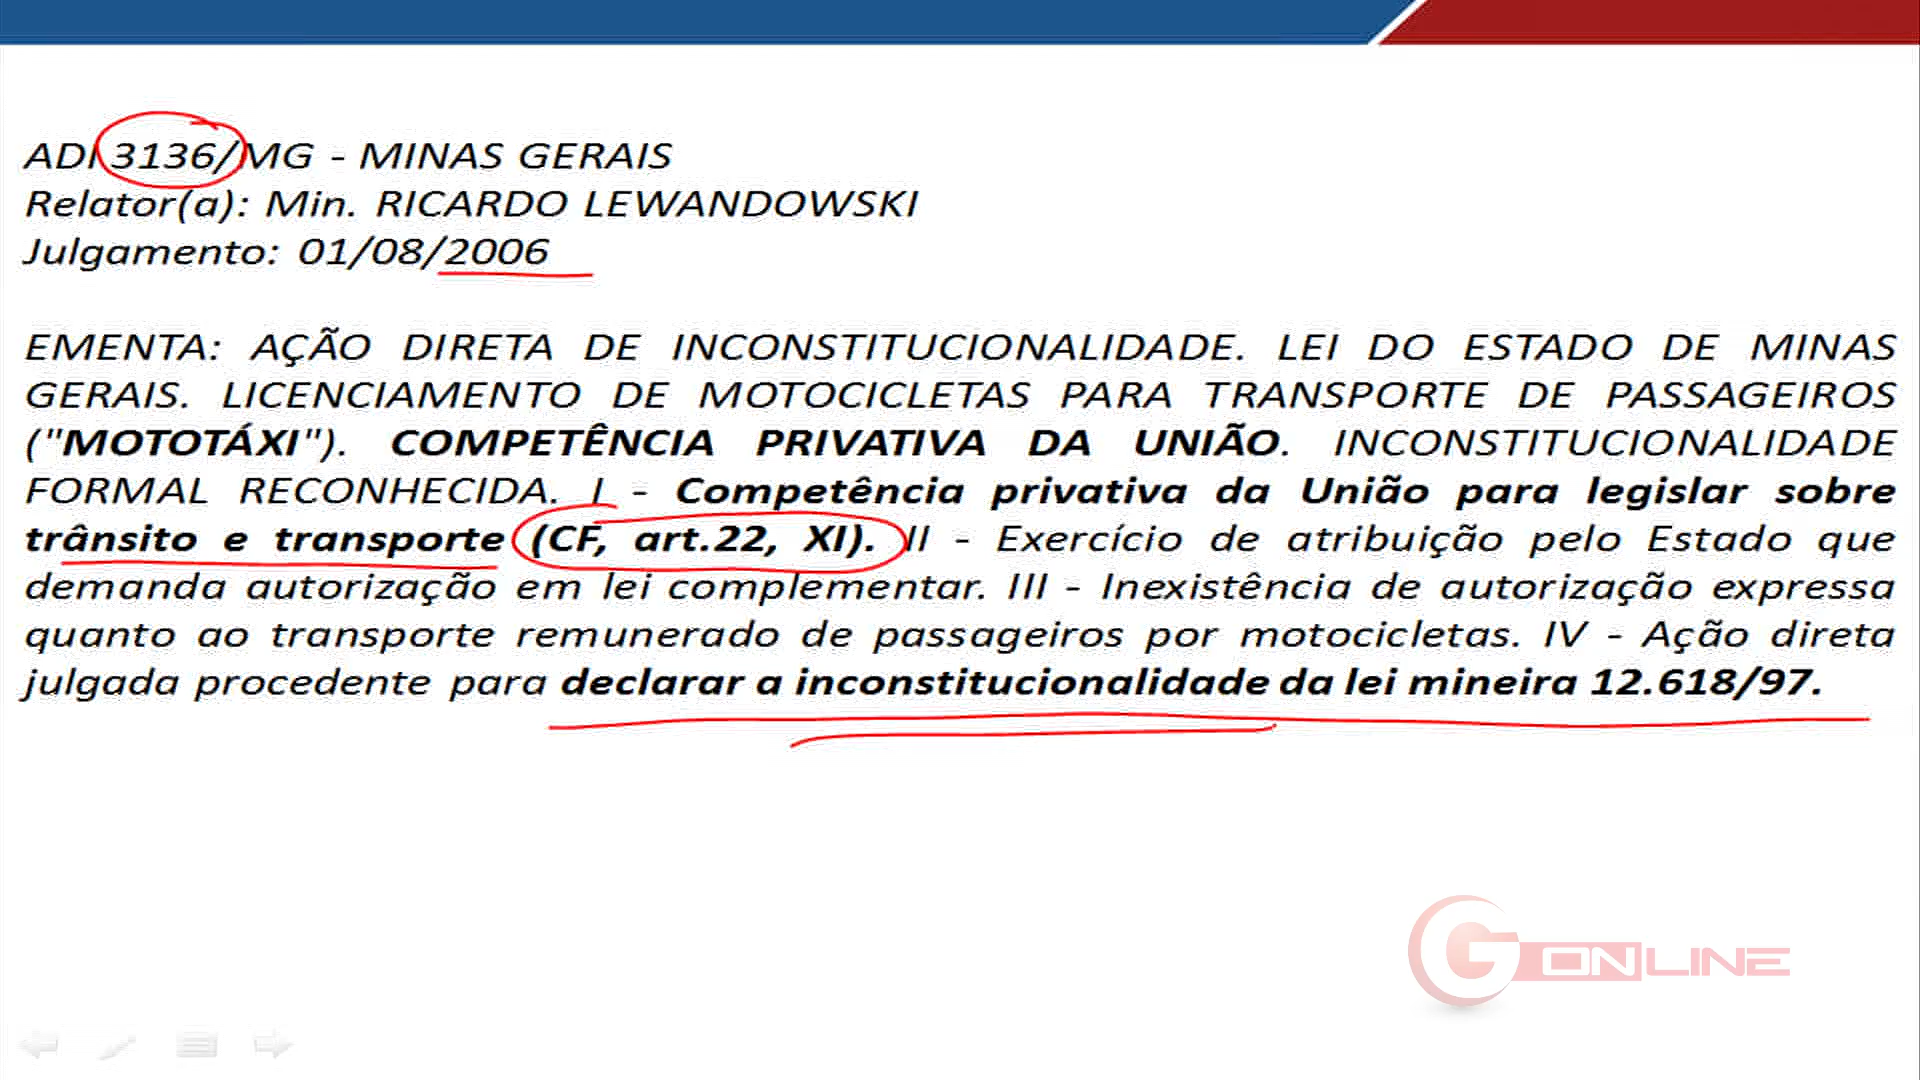 ADI 3136/MG - MINAS GERAIS
Relator(a): Min. RICARDO LEWANDOWSKI
Julgamento: 01/08/2006
EMENTA: AÇÃO DIRETA DE INCONSTITUCIONALIDADE. LEI DO ESTADO DE MINAS
GERAIS. LICENCIAMENTO DE MOTOCICLETAS PARA TRANSPORTE DE PASSAGEIROS
("MOTOTÁXI"). COMPETÊNCIA PRIVATIVA DA UNIÃO. INCONSTITUCIONALIDADE
FORMAL RECONHECIDA. I - Competência privativa da União para legislar sobre
trânsito e transporte (CF, art.22, XI). II - Exercício de atribuição pelo Estado que
demanda autorização em lei complementar. III - Inexistência de autorização expressa
quanto ao transporte remunerado de passageiros por motocicletas. IV - Ação direta
julgada procedente para declarar a inconstitucionalidade da lei mineira 12.618/97.
G ONLINE